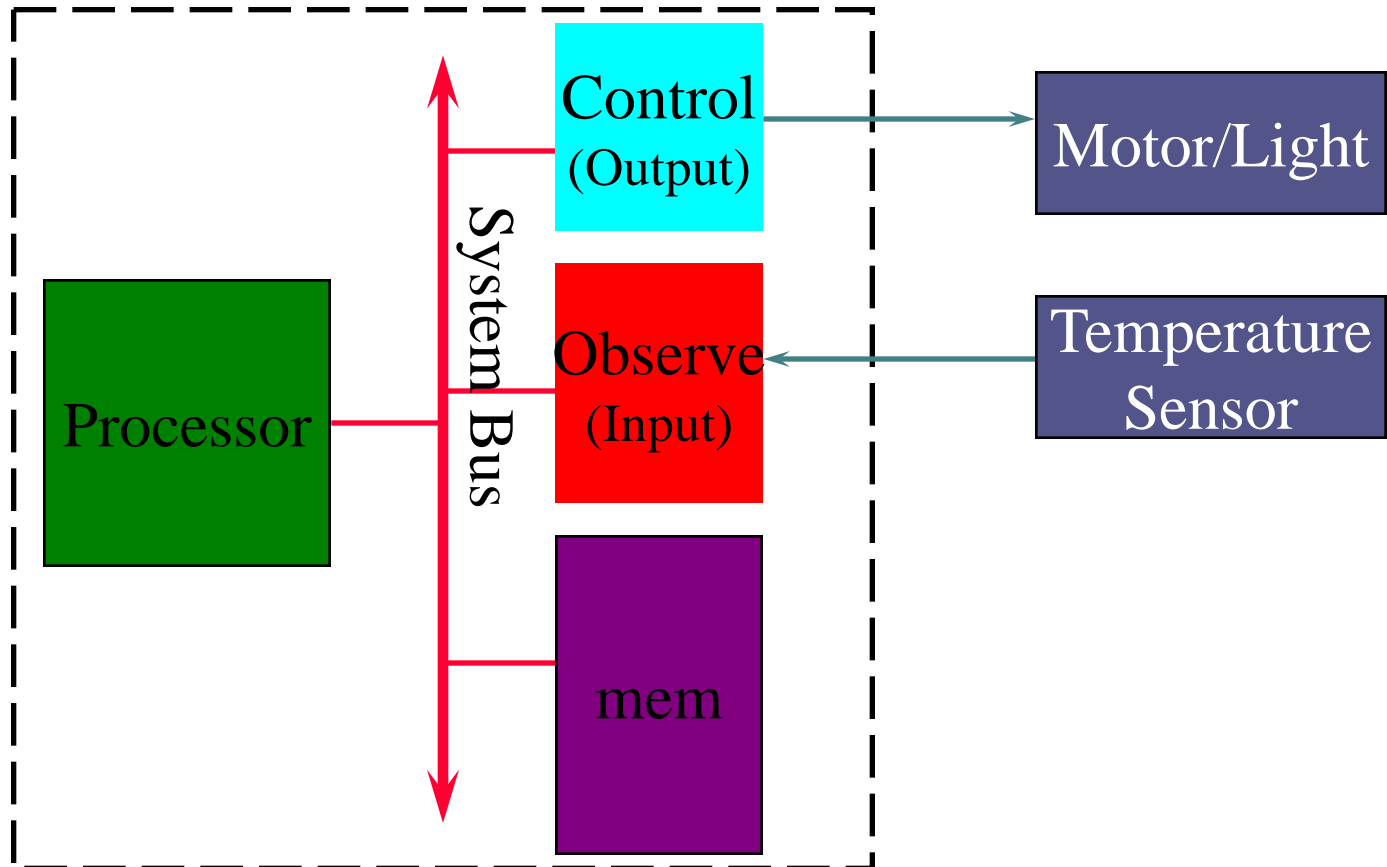 Control
(Output)
Motor/Light
System Bus
Observe
(Input)
Temperature
Sensor
Processor
mem